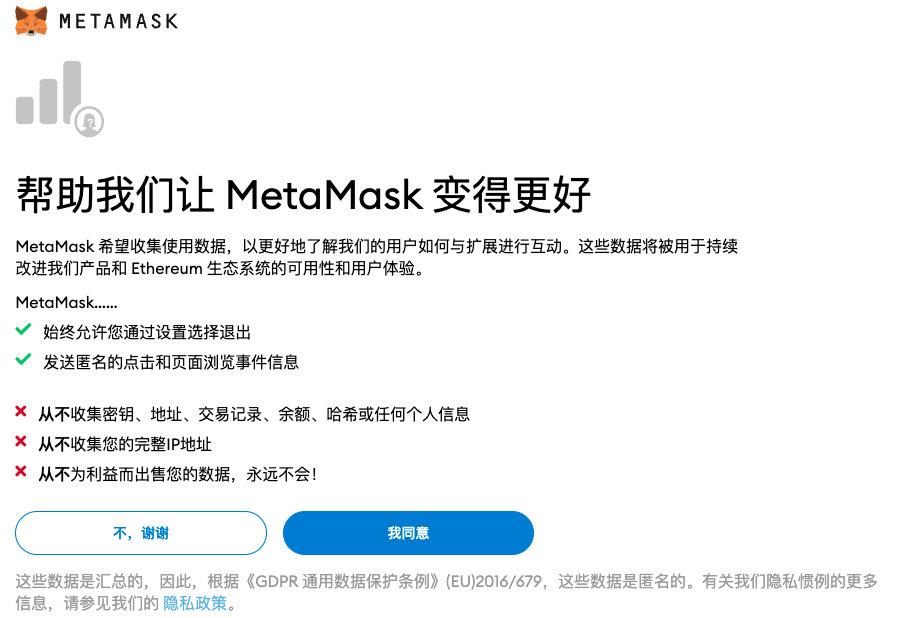 METAMASK
帮助我们让 MetaMask 变得更好
MetaMask 希望收集使用数据，以更好地了解我们的用户如何与扩展进行互动。这些数据将被用于持续
改进我们产品和 Ethereum 生态系统的可用性和用户体验。
MetaMask......
始终允许您通过设置选择退出
发送匿名的点击和页面浏览事件信息
从不收集密钥、地址、交易记录、余额、哈希或任何个人信息
从不收集您的完整IP地址
从不为利益而出售您的数据，永远不会！
不，谢谢
我同意
这些数据是汇总的，因此，根据《GDPR 通用数据保护条例》(EU)2016/679，这些数据是匿名的。有关我们隐私惯例的更多
信息，请参见我们的 隐私政策。